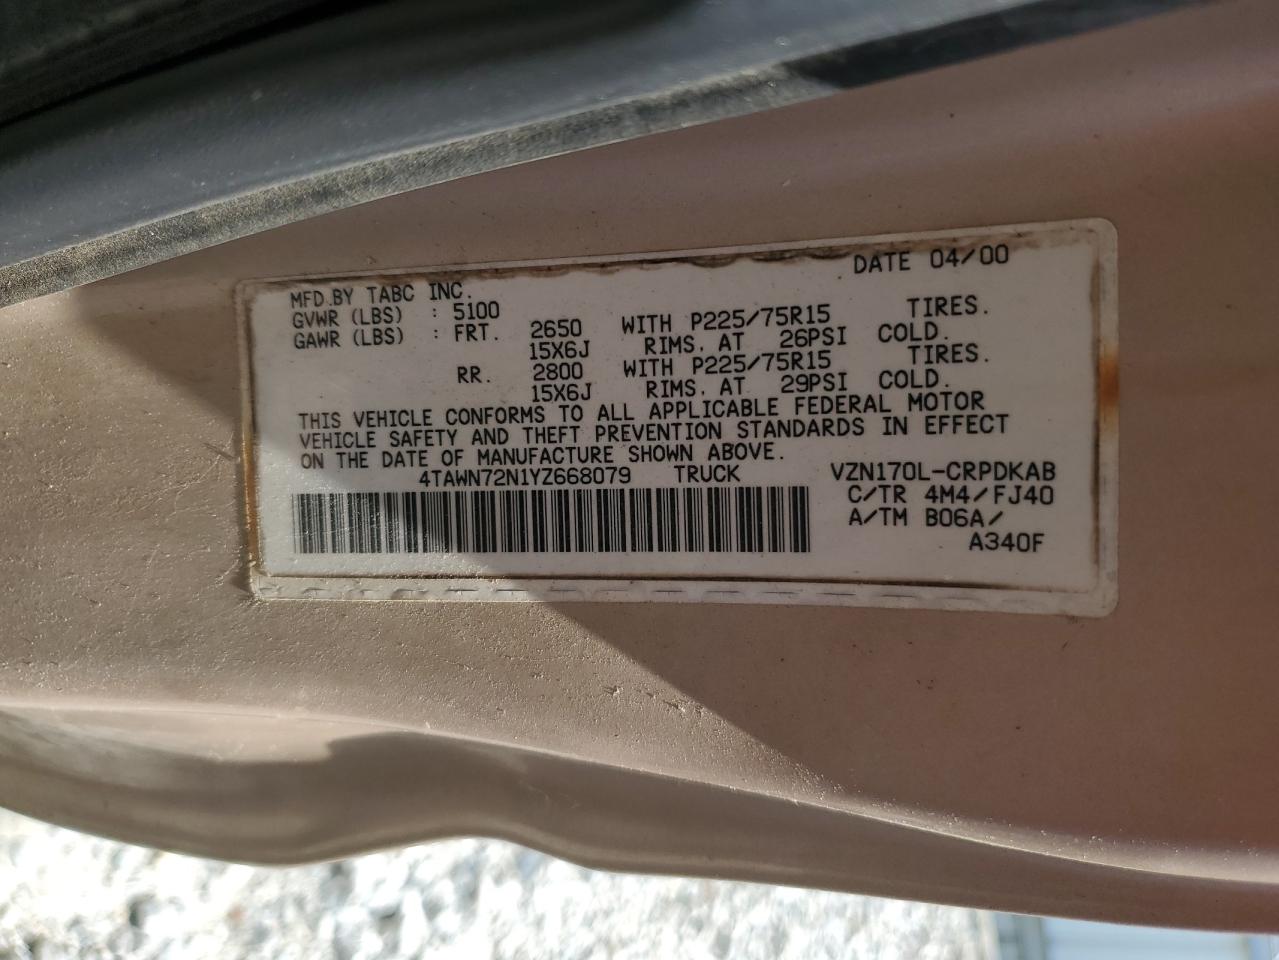 DATE 04/00
MFD.BY TABC INC.
GVWR (LBS) : 5100
GAWR (LBS) : FRT. 2650 WITH P225/75R15 TIRES.
15X6J RIMS. AT 26PSI COLD.
RR. 2800 WITH P225/75R15 TIRES.
15X6J RIMS. AT 29PSI COLD.
THIS VEHICLE CONFORMS TO ALL APPLICABLE FEDERAL MOTOR
VEHICLE SAFETY AND THEFT PREVENTION STANDARDS IN EFFECT
ON THE DATE OF MANUFACTURE SHOWN ABOVE.
4TAWN72N1YZ668079 TRUCK VZN170L-CRPDKAB
C/TR 4M4/FJ40
A/TM B06A/
A340F